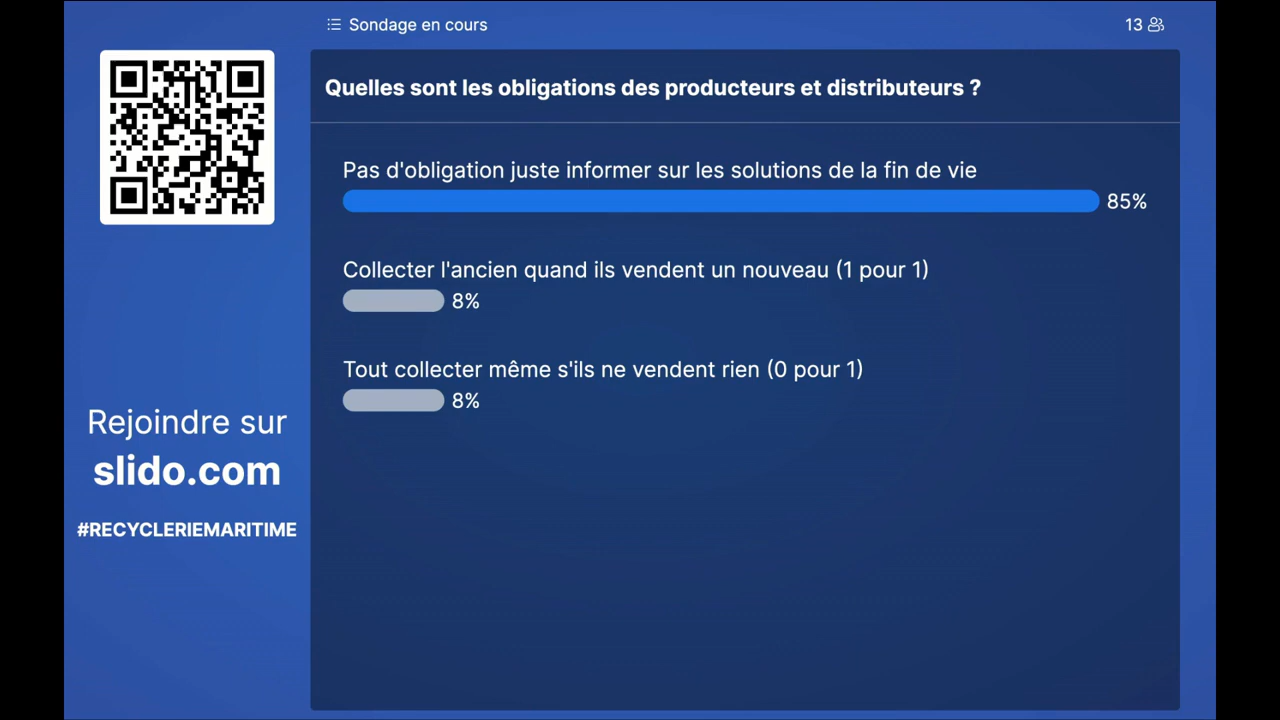 Sondage en cours
13
Quelles sont les obligations des producteurs et distributeurs ?
Pas d'obligation juste informer sur les solutions de la fin de vie
85%
Collecter l'ancien quand ils vendent un nouveau (1 pour 1)
8%
Tout collecter même s'ils ne vendent rien (0 pour 1)
8%
Rejoindre sur
slido.com
#RECYCLERIEMARITIME